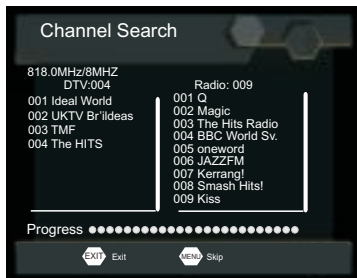 Channel Search
818.0MHz/8MHZ
DTV:004
001 Ideal World
002 UKTV Br'ildeas
003 TMF
004 The HITS
Radio: 009
001 Q
002 Magic
003 The Hits Radio
004 BBC World Sv.
005 oneword
006 JAZZFM
007 Kerrang!
008 Smash Hits!
009 Kiss
Progress
EXIT Exit
MENU Skip